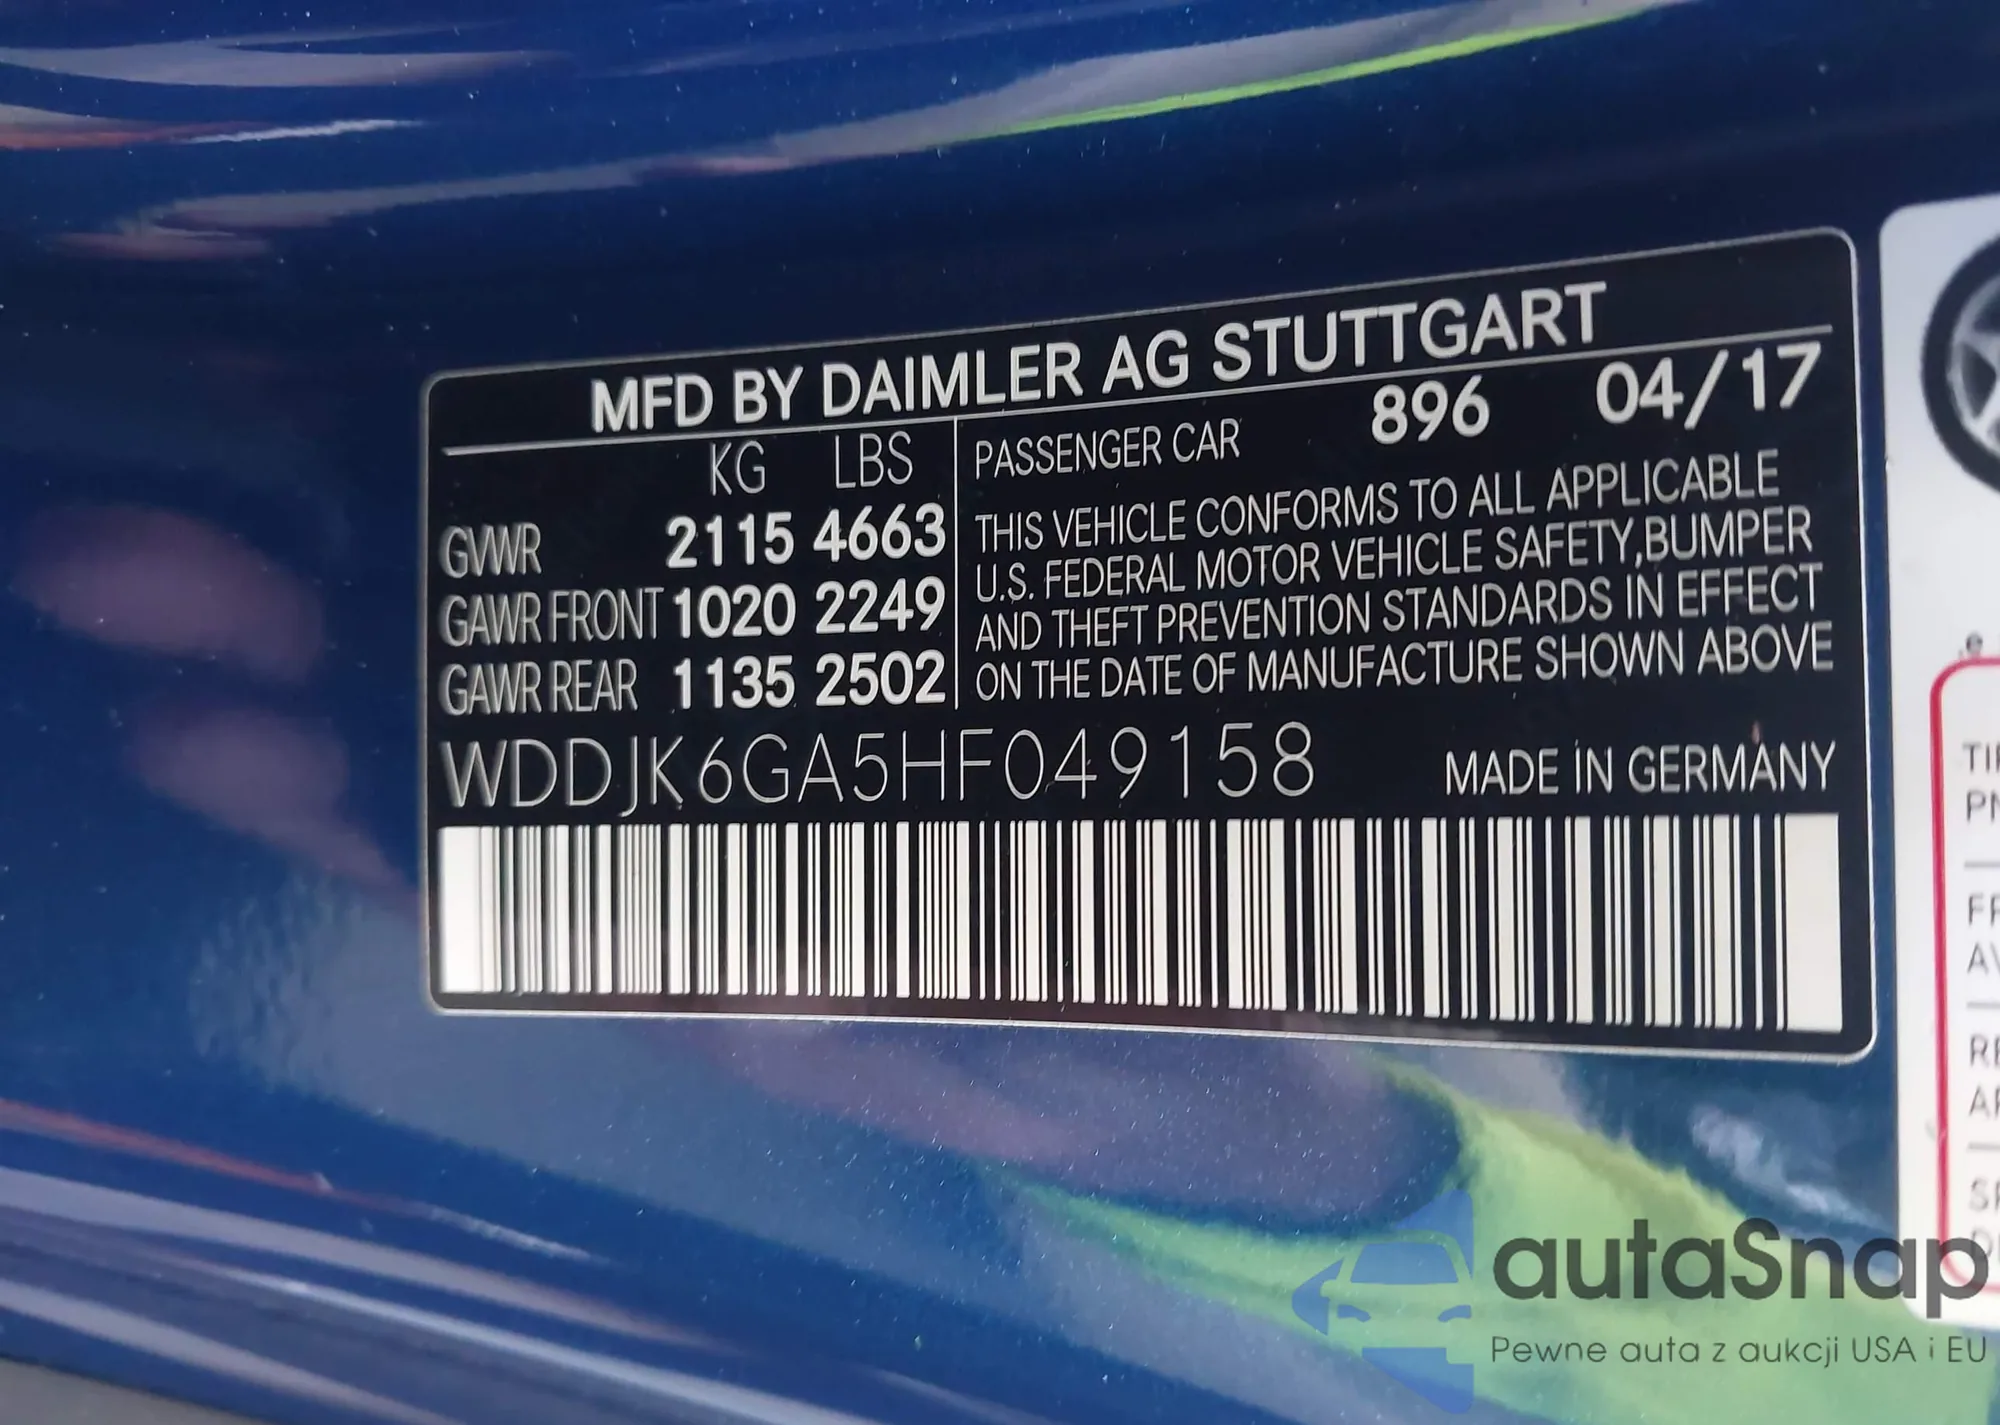 MFD BY DAIMLER AG STUTTGART
KG LBS
GVWR 2115 4663
GAWR FRONT 1020 2249
GAWR REAR 1135 2502
PASSENGER CAR 896 04/17
THIS VEHICLE CONFORMS TO ALL APPLICABLE
U.S. FEDERAL MOTOR VEHICLE SAFETY,BUMPER
AND THEFT PREVENTION STANDARDS IN EFFECT
ON THE DATE OF MANUFACTURE SHOWN ABOVE
WDDJK6GA5HF049158 MADE IN GERMANY
autaSnap
Pewne auta z aukcji USA i EU